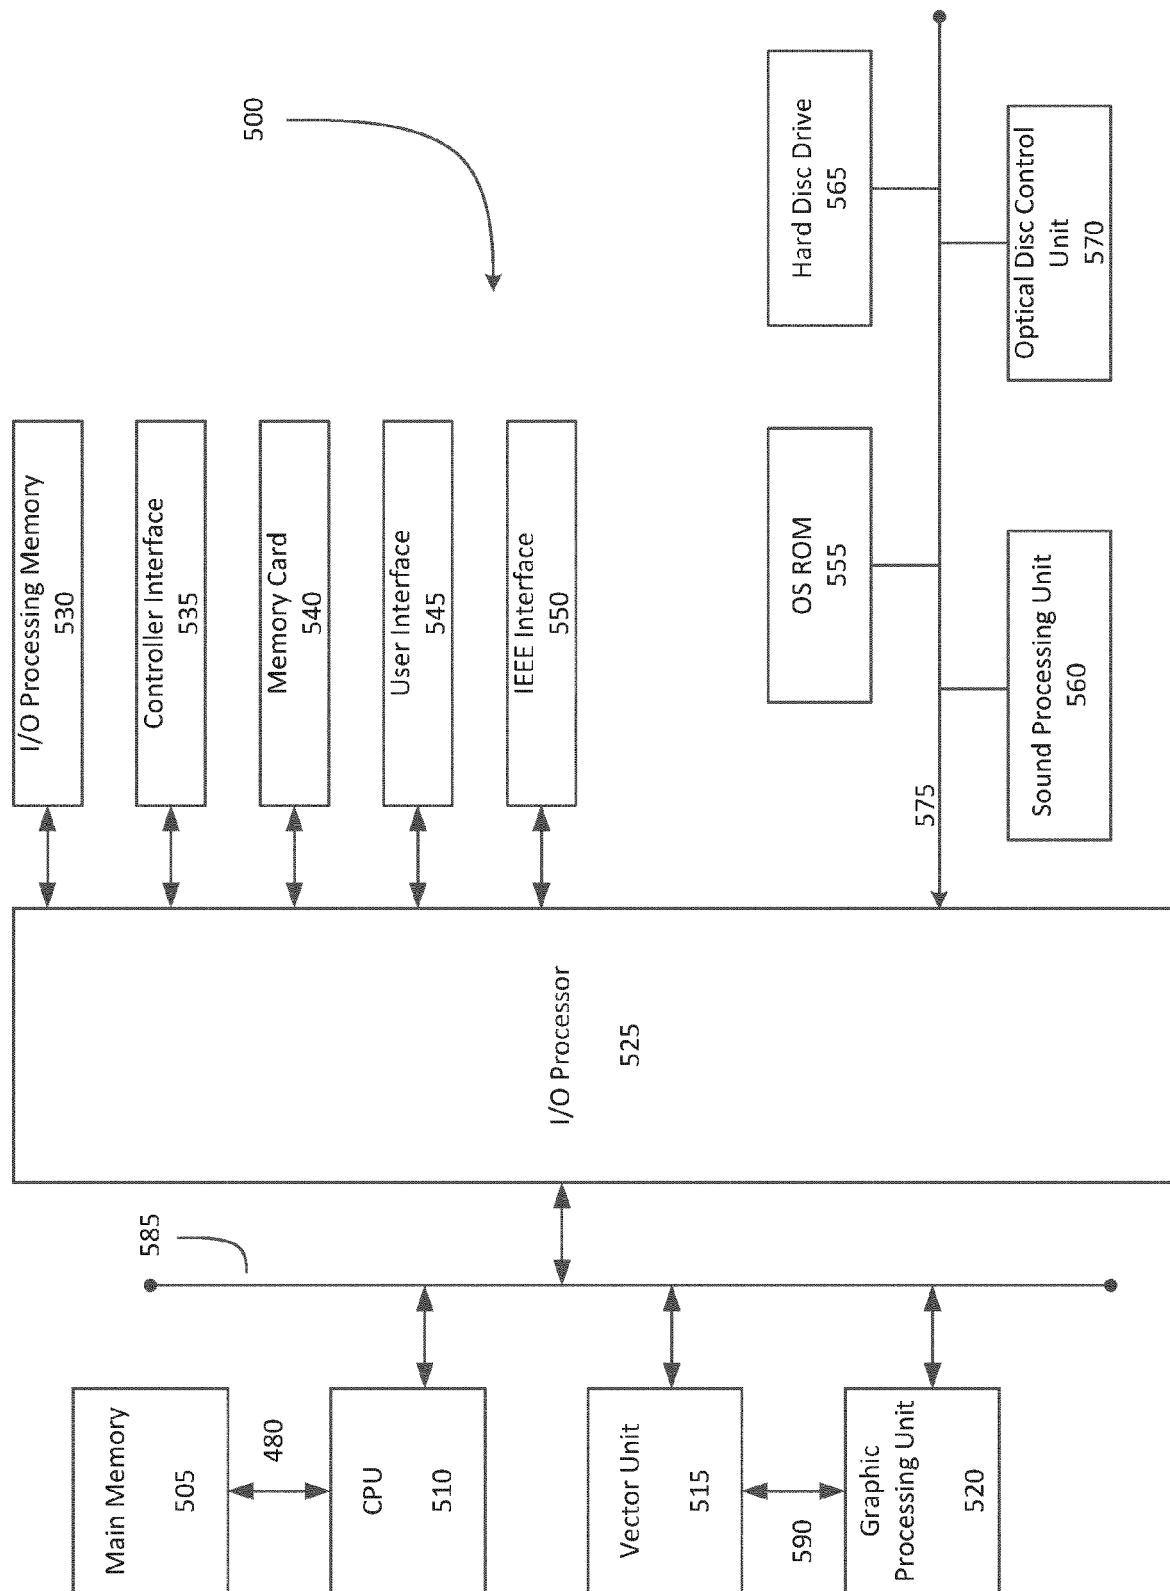 Main Memory
505
480
CPU
510
Vector Unit
515
590
Graphic
Processing Unit
520
585
I/O Processor
525
I/O Processing Memory
530
Controller Interface
535
Memory Card
540
User Interface
545
IEEE Interface
550
500
575
OS ROM
555
Sound Processing Unit
560
Hard Disc Drive
565
Optical Disc Control
Unit
570